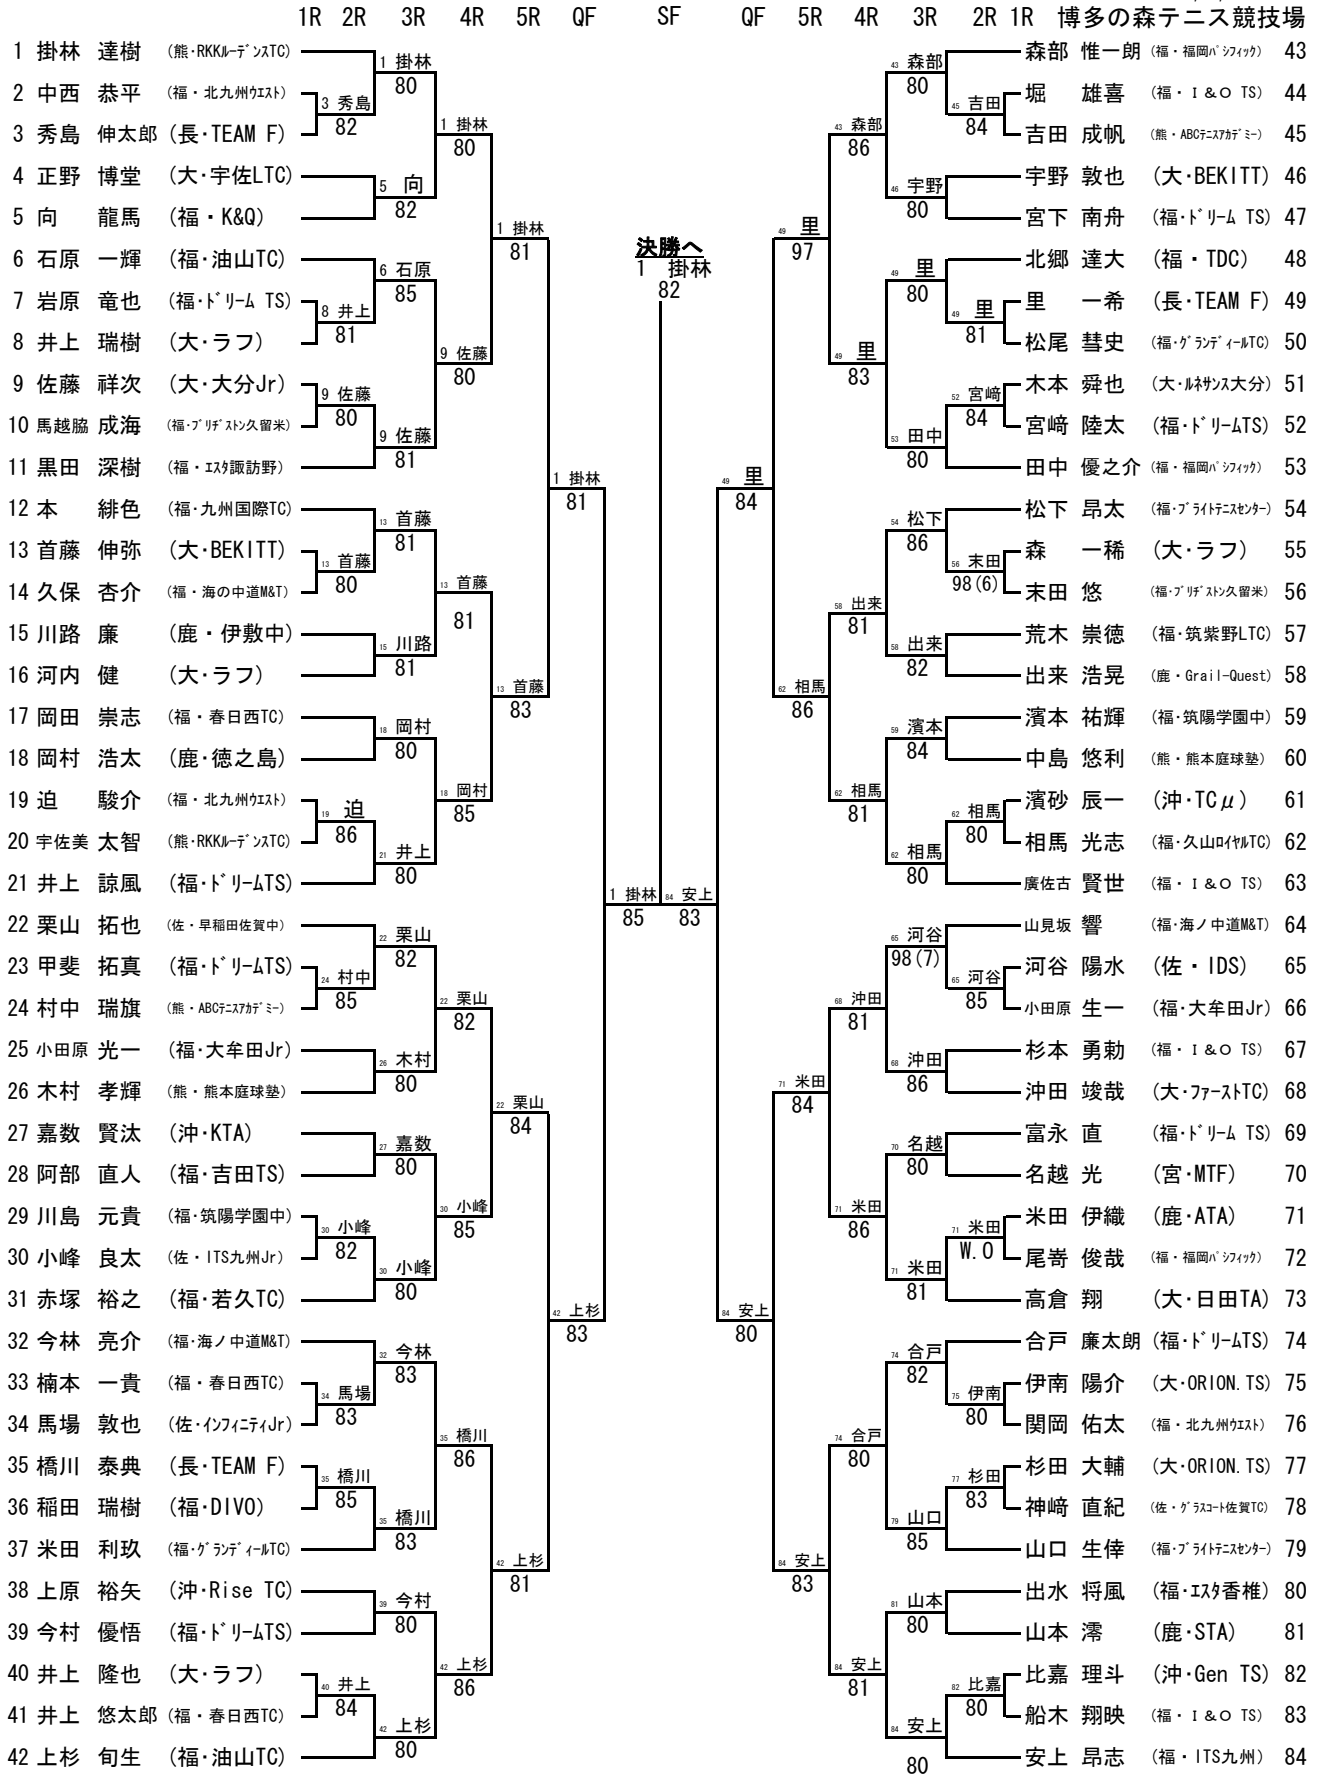 1R 2R 3R 4R 5R QF SF QF 5R 4R 3R 2R 1R 博多の森テニス競技場
1 掛林 達樹 (熊・RKKルーデンスTC)
2 中西 恭平 (福・北九州ウエスト)
3 秀島 伸太郎 (長・TEAM F)
4 正野 博堂 (大・宇佐LTC)
5 向 龍馬 (福・K&Q)
6 石原 一輝 (福・油山TC)
7 岩原 竜也 (福・ドリーム TS)
8 井上 瑞樹 (大・ラフ)
9 佐藤 祥次 (大・大分Jr)
10 馬越脇 成海 (福・ブリヂストン久留米)
11 黒田 深樹 (福・エスタ諏訪野)
12 本 緋色 (福・九州国際TC)
13 首藤 伸弥 (大・BEKITT)
14 久保 杏介 (福・海の中道M&T)
15 川路 廉 (鹿・伊敷中)
16 河内 健 (大・ラフ)
17 岡田 崇志 (福・春日西TC)
18 岡村 浩太 (鹿・徳之島)
19 迫 駿介 (福・北九州ウエスト)
20 宇佐美 太智 (熊・RKKルーデンスTC)
21 井上 諒風 (福・ドリームTS)
22 栗山 拓也 (佐・早稲田佐賀中)
23 甲斐 拓真 (福・ドリームTS)
24 村中 瑞旗 (熊・ABCテニスアカデミー)
25 小田原 光一 (福・大牟田Jr)
26 木村 孝輝 (熊・熊本庭球塾)
27 嘉数 賢汰 (沖・KTA)
28 阿部 直人 (福・吉田TS)
29 川島 元貴 (福・筑陽学園中)
30 小峰 良太 (佐・ITS九州Jr)
31 赤塚 裕之 (福・若久TC)
32 今林 亮介 (福・海ノ中道M&T)
33 楠本 一貴 (福・春日西TC)
34 馬場 敦也 (佐・インフィニティJr)
35 橋川 泰典 (長・TEAM F)
36 稲田 瑞樹 (福・DIVO)
37 米田 利玖 (福・グランディールTC)
38 上原 裕矢 (沖・Rise TC)
39 今村 優悟 (福・ドリームTS)
40 井上 隆也 (大・ラフ)
41 井上 悠太郎 (福・春日西TC)
42 上杉 旬生 (福・油山TC)
3 秀島
82
8 井上
81
9 佐藤
80
13 首藤
80
19 迫
86
24 村中
85
30 小峰
82
34 馬場
83
35 橋川
85
40 井上
84
1 掛林
80
5 向
82
6 石原
85
9 佐藤
81
13 首藤
81
15 川路
81
18 岡村
80
21 井上
80
22 栗山
82
26 木村
80
27 嘉数
80
30 小峰
80
32 今林
83
35 橋川
83
39 今村
80
42 上杉
80
1 掛林
80
9 佐藤
80
13 首藤
81
18 岡村
85
22 栗山
82
30 小峰
85
35 橋川
86
42 上杉
86
1 掛林
81
13 首藤
83
22 栗山
84
42 上杉
81
1 掛林
81
42 上杉
83
1 掛林
85
決勝へ
1 掛林
82
84 安上
83
49 里
84
84 安上
80
49 里
97
62 相馬
86
71 米田
84
84 安上
83
43 森部
86
49 里
83
58 出来
81
62 相馬
81
68 沖田
81
71 米田
86
74 合戸
80
84 安上
81
43 森部
80
46 宇野
80
49 里
80
53 田中
80
54 松下
86
58 出来
82
59 濱本
84
62 相馬
80
65 河谷
98(7)
68 沖田
86
70 名越
80
71 米田
81
74 合戸
82
79 山口
85
81 山本
80
84 安上
80
45 吉田
84
49 里
81
52 宮﨑
84
56 末田
98(6)
62 相馬
80
65 河谷
85
71 米田
W.O
75 伊南
80
77 杉田
83
82 比嘉
80
森部 惟一朗 (福・福岡パシフィック) 43
堀 雄喜 (福・I&O TS) 44
吉田 成帆 (熊・ABCテニスアカデミー) 45
宇野 敦也 (大・BEKITT) 46
宮下 南舟 (福・ドリーム TS) 47
北郷 達大 (福・TDC) 48
里 一希 (長・TEAM F) 49
松尾 彗史 (福・グランディールTC) 50
木本 舜也 (大・ルネサンス大分) 51
宮﨑 陸太 (福・ドリームTS) 52
田中 優之介 (福・福岡パシフィック) 53
松下 昂太 (福・ブライトテニスセンター) 54
森 一稀 (大・ラフ) 55
末田 悠 (福・ブリヂストン久留米) 56
荒木 崇徳 (福・筑紫野LTC) 57
出来 浩晃 (鹿・Grail-Quest) 58
濱本 祐輝 (福・筑陽学園中) 59
中島 悠利 (熊・熊本庭球塾) 60
濱砂 辰一 (沖・TCμ) 61
相馬 光志 (福・久山ロイヤルTC) 62
廣佐古 賢世 (福・I&O TS) 63
山見坂 響 (福・海ノ中道M&T) 64
河谷 陽水 (佐・IDS) 65
小田原 生一 (福・大牟田Jr) 66
杉本 勇勅 (福・I&O TS) 67
沖田 竣哉 (大・ファーストTC) 68
富永 直 (福・ドリーム TS) 69
名越 光 (宮・MTF) 70
米田 伊織 (鹿・ATA) 71
尾嵜 俊哉 (福・福岡パシフィック) 72
高倉 翔 (大・日田TA) 73
合戸 廉太朗 (福・ドリームTS) 74
伊南 陽介 (大・ORION.TS) 75
関岡 佑太 (福・北九州ウエスト) 76
杉田 大輔 (大・ORION.TS) 77
神﨑 直紀 (佐・グラスコート佐賀TC) 78
山口 生倖 (福・ブライトテニスセンター) 79
出水 将風 (福・エスタ香椎) 80
山本 澪 (鹿・STA) 81
比嘉 理斗 (沖・Gen TS) 82
船木 翔映 (福・I&O TS) 83
安上 昂志 (福・ITS九州) 84